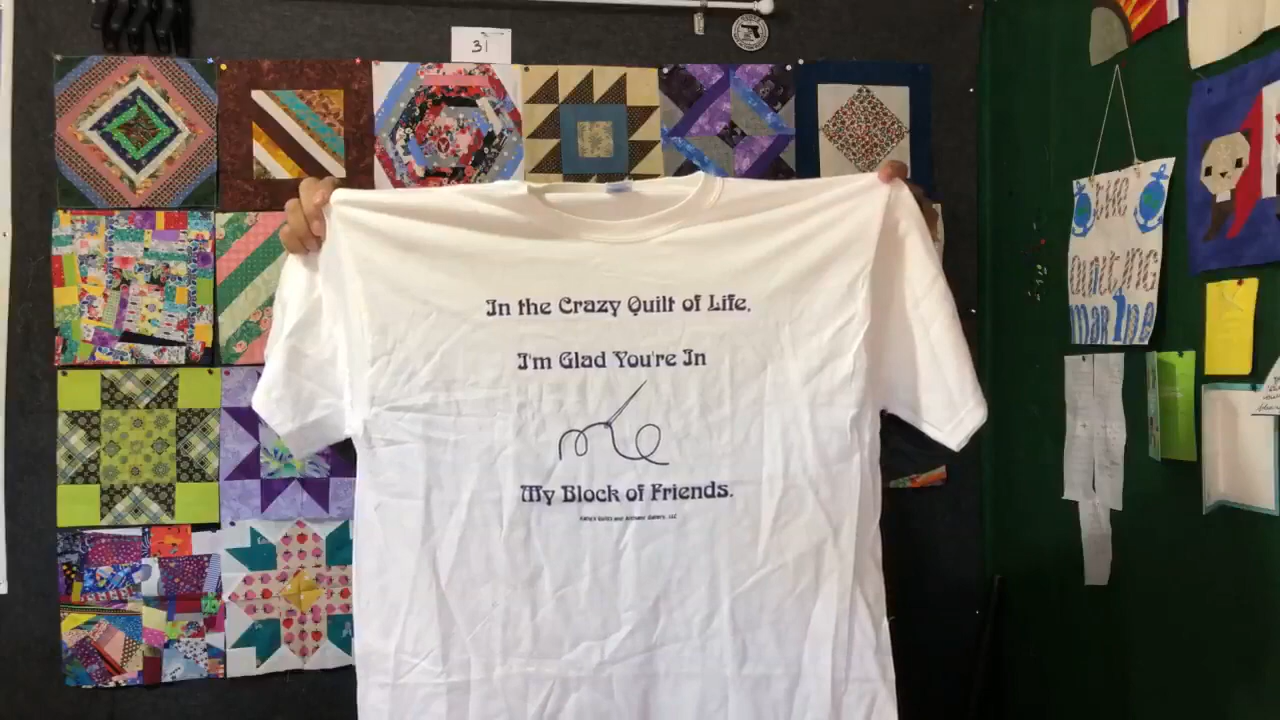 31
In the Crazy Quilt of Life,
I'm Glad You're In
My Block of Friends.
the
Quilting
marIne